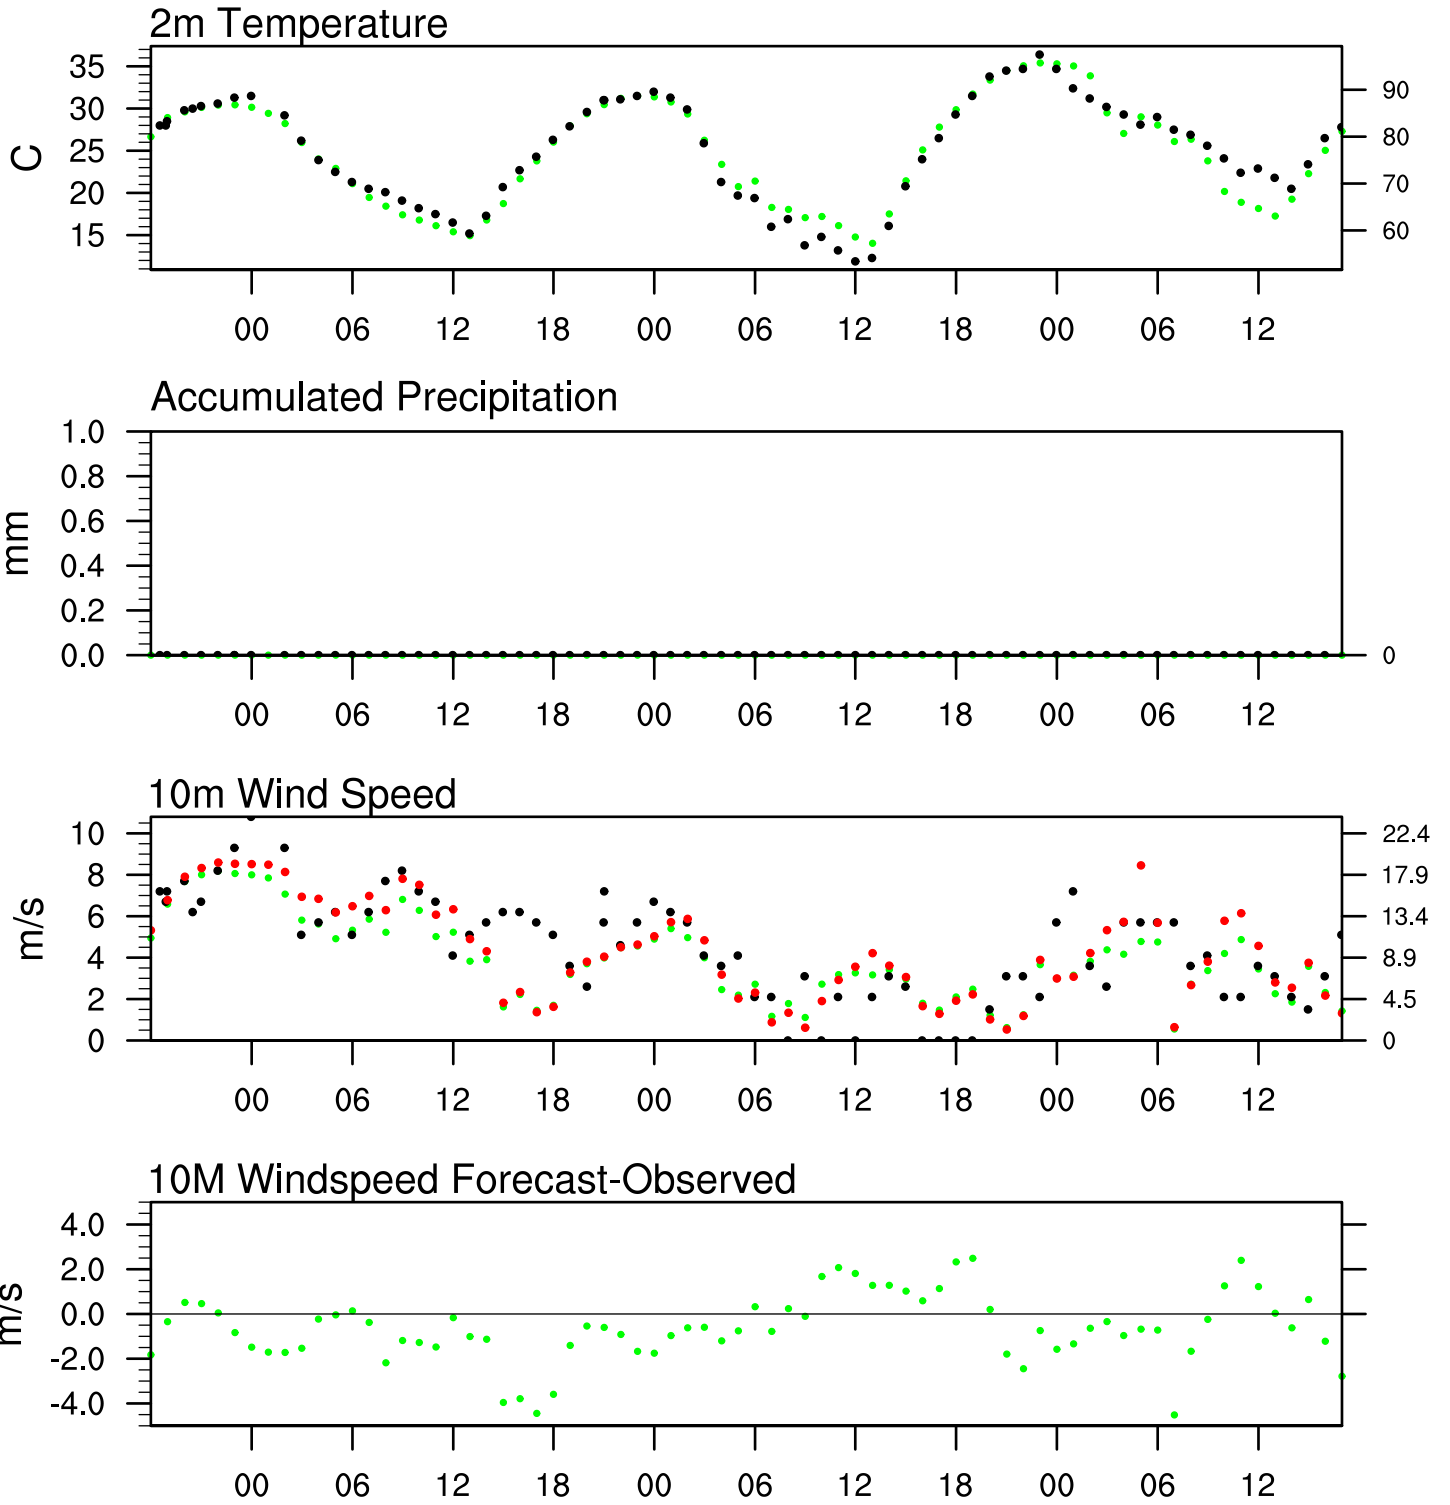 2m Temperature
35
30
25
20
15
C
90
80
70
60
00 06 12 18 00 06 12 18 00 06 12
Accumulated Precipitation
1.0
0.8
0.6
0.4
0.2
0.0
mm
0
00 06 12 18 00 06 12 18 00 06 12
10m Wind Speed
10
8
6
4
2
0
m/s
22.4
17.9
13.4
8.9
4.5
0
00 06 12 18 00 06 12 18 00 06 12
10M Windspeed Forecast-Observed
4.0
2.0
0.0
-2.0
-4.0
m/s
00 06 12 18 00 06 12 18 00 06 12